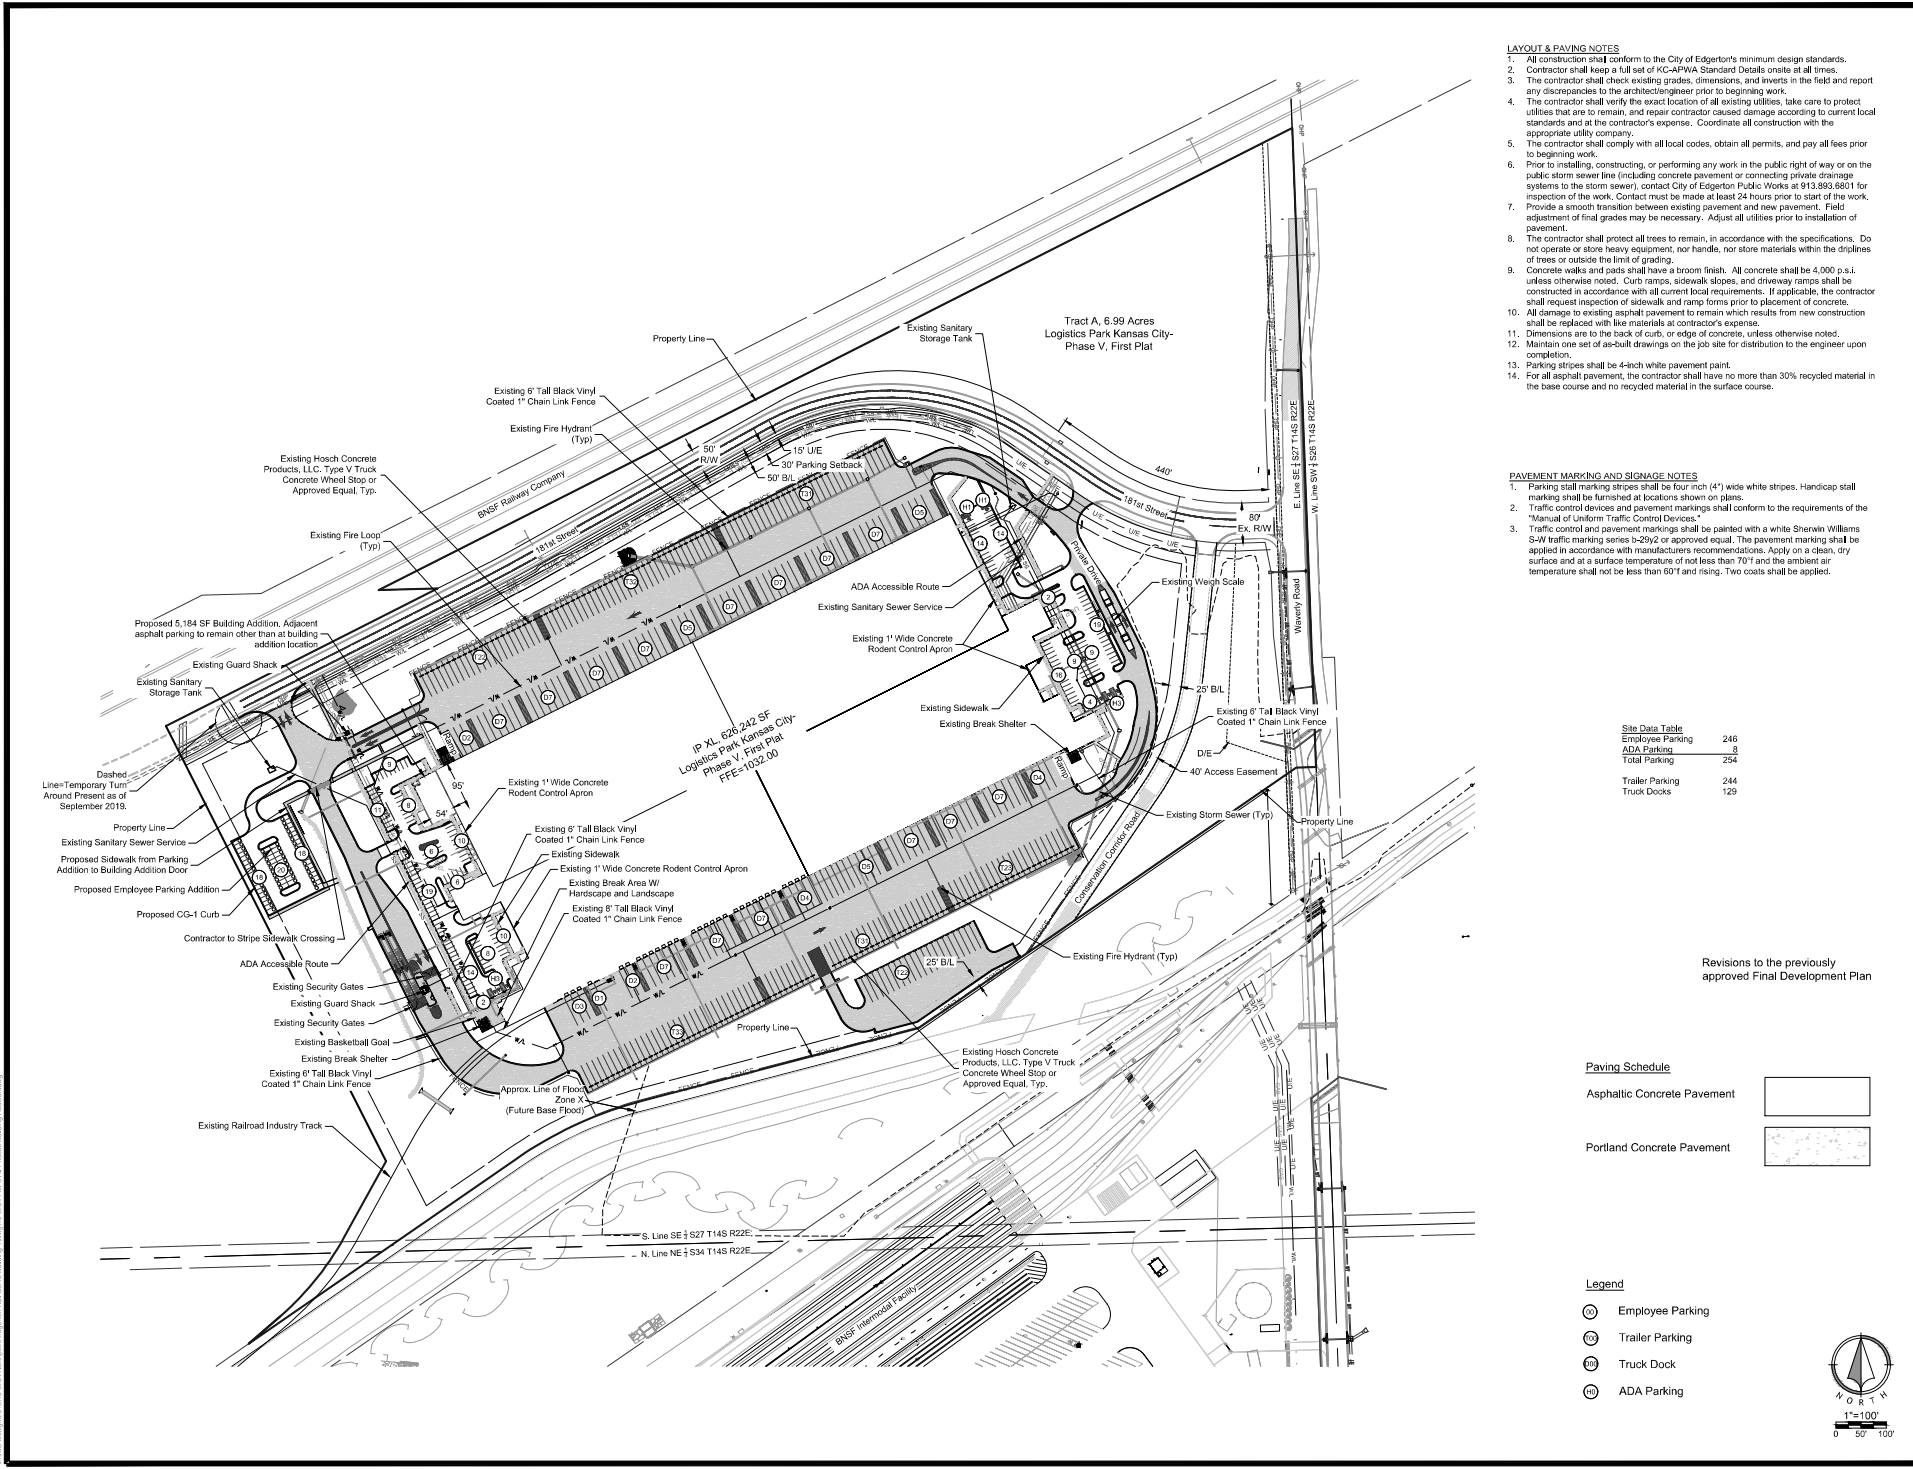 LAYOUT & PAVING NOTES
1. All construction shall conform to the City of Edgerton's minimum design standards.
2. Contractor shall keep a full set of KC-APWA Standard Details onsite at all times.
3. The contractor shall check existing grades, dimensions, and inverts in the field and report
any discrepancies to the architect/engineer prior to beginning work.
4. The contractor shall verify the exact location of all existing utilities, take care to protect
utilities that are to remain, and repair contractor caused damage according to current local
standards and at the contractor's expense. Coordinate all construction with the
appropriate utility company.
5. The contractor shall comply with all local codes, obtain all permits, and pay all fees prior
to beginning work.
6. Prior to installing, constructing, or performing any work in the public right of way or on the
public storm sewer line (including concrete pavement or connecting private drainage
systems to the storm sewer), contact City of Edgerton Public Works at 913.893.6801 for
inspection of the work. Contact must be made at least 24 hours prior to start of the work.
7. Provide a smooth transition between existing pavement and new pavement. Field
adjustment of final grades may be necessary. Adjust all utilities prior to installation of
pavement.
8. The contractor shall protect all trees to remain, in accordance with the specifications. Do
not operate or store heavy equipment, nor handle, nor store materials within the driplines
of trees or outside the limit of grading.
9. Concrete walks and pads shall have a broom finish. All concrete shall be 4,000 p.s.i.
unless otherwise noted. Curb ramps, sidewalk slopes, and driveway ramps shall be
constructed in accordance with all current local requirements. If applicable, the contractor
shall request inspection of sidewalk and ramp forms prior to placement of concrete.
10. All damage to existing asphalt pavement to remain which results from new construction
shall be replaced with like materials at contractor's expense.
11. Dimensions are to the back of curb, or edge of concrete, unless otherwise noted.
12. Maintain one set of as-built drawings on the job site for distribution to the engineer upon
completion.
13. Parking stripes shall be 4-inch white pavement paint.
14. For all asphalt pavement, the contractor shall have no more than 30% recycled material in
the base course and no recycled material in the surface course.
PAVEMENT MARKING AND SIGNAGE NOTES
1. Parking stall marking stripes shall be four inch (4") wide white stripes. Handicap stall
marking shall be furnished at locations shown on plans.
2. Traffic control devices and pavement markings shall conform to the requirements of the
"Manual of Uniform Traffic Control Devices."
3. Traffic control and pavement markings shall be painted with a white Sherwin Williams
S-W traffic marking series b-29y2 or approved equal. The pavement marking shall be
applied in accordance with manufacturers recommendations. Apply on a clean, dry
surface and at a surface temperature of not less than 70°f and the ambient air
temperature shall not be less than 60°f and rising. Two coats shall be applied.
Site Data Table
Employee Parking 246
ADA Parking 8
Total Parking 254
Trailer Parking 244
Truck Docks 129
Revisions to the previously
approved Final Development Plan
Paving Schedule
Asphaltic Concrete Pavement
Portland Concrete Pavement
Legend
00 Employee Parking
T00 Trailer Parking
D00 Truck Dock
H0 ADA Parking
NORTH
1"=100'
0 50' 100'
Tract A, 6.99 Acres
Logistics Park Kansas City-
Phase V, First Plat
Existing Sanitary
Storage Tank
Property Line
Existing 6' Tall Black Vinyl
Coated 1" Chain Link Fence
Existing Fire Hydrant
(Typ)
Existing Hosch Concrete
Products, LLC. Type V Truck
Concrete Wheel Stop or
Approved Equal, Typ.
BNSF Railway Company
50'
R/W
15' U/E
30' Parking Setback
50' B/L
440'
181st Street
80'
Ex. R/W
E. Line SE ¼ S27 T14S R22E
W. Line SW ¼ S26 T14S R22E
Waverly Road
Existing Fire Loop
(Typ)
181st Street
Private Drive
ADA Accessible Route
Existing Weigh Scale
Existing Sanitary Sewer Service
Existing 1' Wide Concrete
Rodent Control Apron
Proposed 5,184 SF Building Addition. Adjacent
asphalt parking to remain other than at building
addition location
Existing Guard Shack
Existing Sanitary
Storage Tank
Existing Sidewalk
Existing Break Shelter
25' B/L
Existing 6' Tall Black Vinyl
Coated 1" Chain Link Fence
D/E
40' Access Easement
IP XL, 626,242 SF
Logistics Park Kansas City-
Phase V, First Plat
FFE=1032.00
Ramp
Ramp
95'
54'
Dashed
Line=Temporary Turn
Around Present as of
September 2019.
Existing 1' Wide Concrete
Rodent Control Apron
Existing Storm Sewer (Typ)
Property Line
Property Line
Existing Sanitary Sewer Service
Proposed Sidewalk from Parking
Addition to Building Addition Door
Proposed Employee Parking Addition
Proposed CG-1 Curb
Contractor to Stripe Sidewalk Crossing
ADA Accessible Route
Existing Security Gates
Existing Guard Shack
Existing Security Gates
Existing Basketball Goal
Existing Break Shelter
Existing 6' Tall Black Vinyl
Coated 1" Chain Link Fence
Existing Railroad Industry Track
Existing 6' Tall Black Vinyl
Coated 1" Chain Link Fence
Existing Sidewalk
Existing 1' Wide Concrete Rodent Control Apron
Existing Break Area W/
Hardscape and Landscape
Existing 8' Tall Black Vinyl
Coated 1" Chain Link Fence
Conservation Corridor Road
Existing Fire Hydrant (Typ)
25' B/L
Property Line
Existing Hosch Concrete
Products, LLC. Type V Truck
Concrete Wheel Stop or
Approved Equal, Typ.
Approx. Line of Flood
Zone X
(Future Base Flood)
S. Line SE ¼ S27 T14S R22E
N. Line NE ¼ S34 T14S R22E
BNSF Intermodal Facility